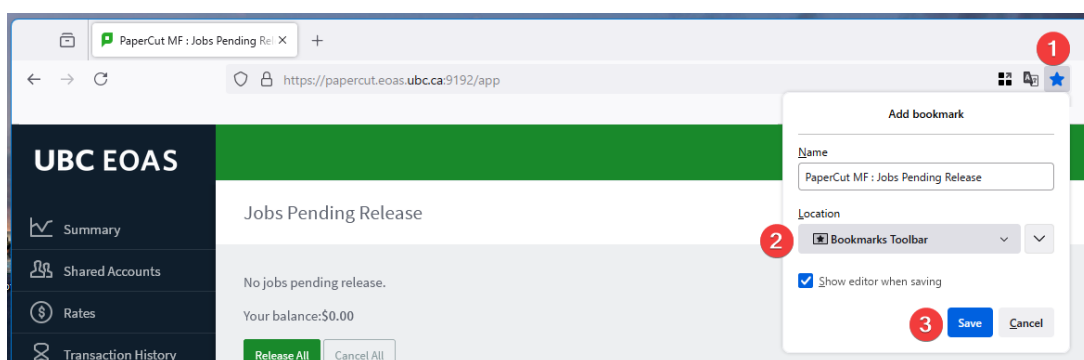 PaperCut MF : Jobs Pending Rel
1
https://papercut.eoas.ubc.ca:9192/app
Add bookmark
Name
PaperCut MF : Jobs Pending Release
Location
2
Bookmarks Toolbar
Show editor when saving
3
Save
Cancel
UBC EOAS
Summary
Shared Accounts
Rates
Transaction History
Jobs Pending Release
No jobs pending release.
Your balance:$0.00
Release All
Cancel All